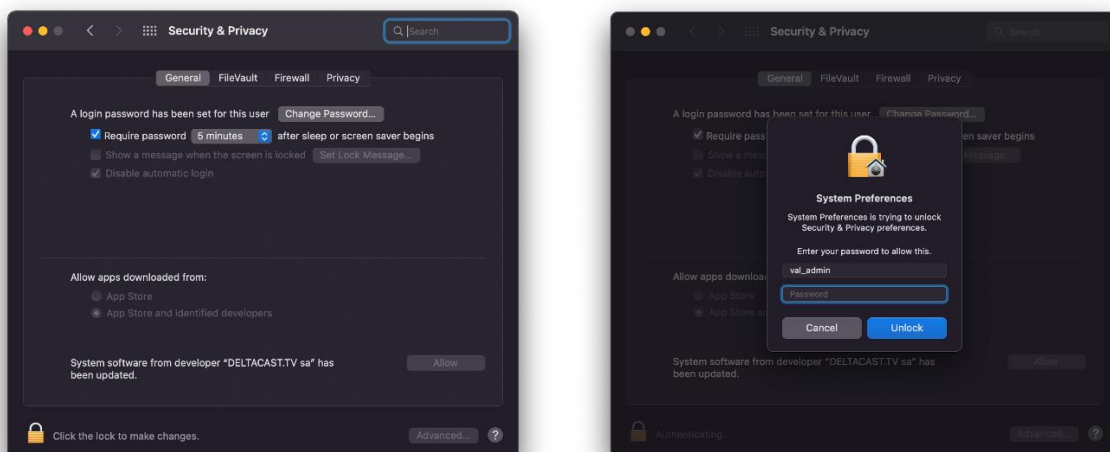 Security & Privacy
Search
General FileVault Firewall Privacy
A login password has been set for this user Change Password...
Require password 5 minutes after sleep or screen saver begins
Show a message when the screen is locked Set Lock Message...
Disable automatic login
Allow apps downloaded from:
App Store
App Store and identified developers
System software from developer "DELTACAST.TV sa" has
been updated.
Allow
Click the lock to make changes.
Advanced... ?
Security & Privacy
Search
General FileVault Firewall Privacy
A login password has been set for this user Change Password...
Require pass
en saver begins
Show a mess
Message...
Disable auto
System Preferences
System Preferences is trying to unlock
Security & Privacy preferences.
Enter your password to allow this.
val_admin
Password
Cancel Unlock
Allow apps downloa
App Store
App Store an
System software from developer "DELTACAST.TV sa" has
been updated.
Allow
Authenticating...
Advanced... ?